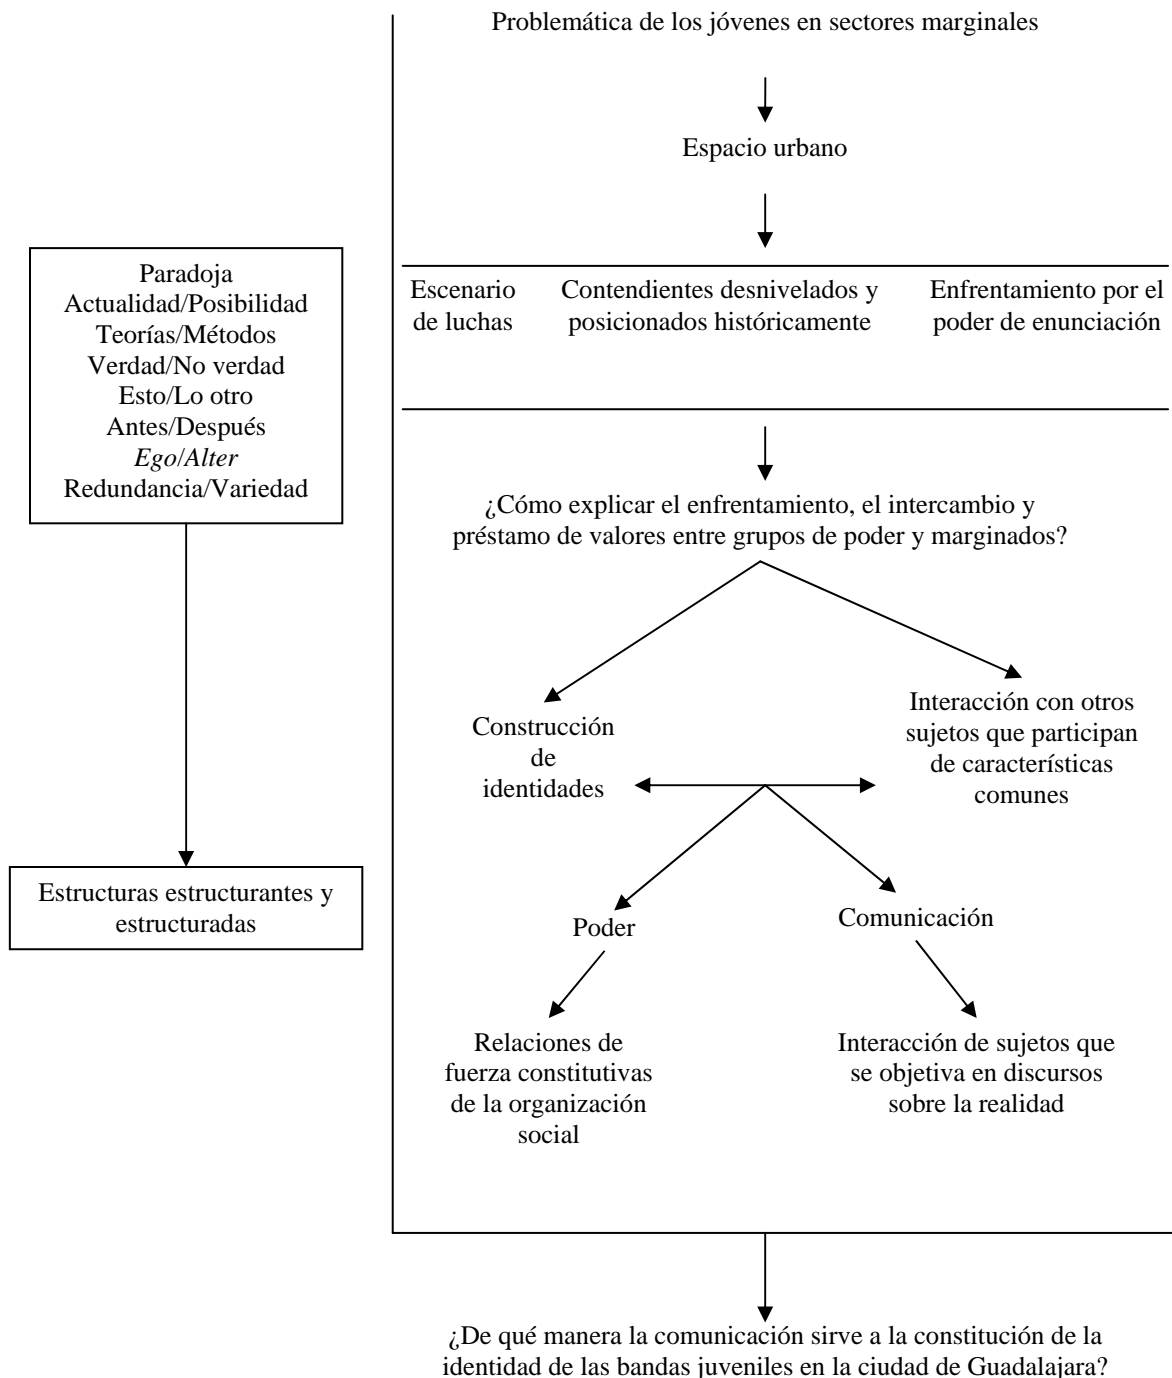 Problemática de los jóvenes en sectores marginales
Espacio urbano
Paradoja
Actualidad/Posibilidad
Teorías/Métodos
Verdad/No verdad
Esto/Lo otro
Antes/Después
Ego/Alter
Redundancia/Variedad
Escenario
de luchas
Contendientes desnivelados y
posicionados históricamente
Enfrentamiento por el
poder de enunciación
¿Cómo explicar el enfrentamiento, el intercambio y
préstamo de valores entre grupos de poder y marginados?
Construcción
de
identidades
Interacción con otros
sujetos que participan
de características
comunes
Estructuras estructurantes y
estructuradas
Poder
Comunicación
Relaciones de
fuerza constitutivas
de la organización
social
Interacción de sujetos que
se objetiva en discursos
sobre la realidad
¿De qué manera la comunicación sirve a la constitución de la
identidad de las bandas juveniles en la ciudad de Guadalajara?